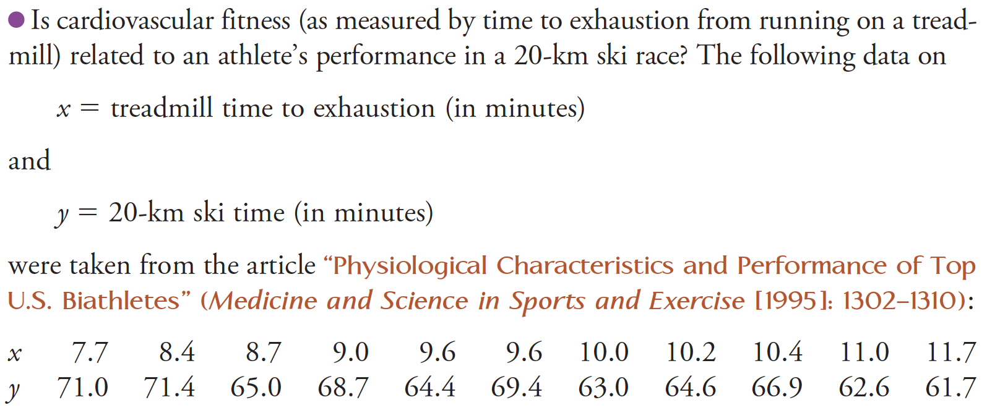 ● Is cardiovascular fitness (as measured by time to exhaustion from running on a tread-
mill) related to an athlete’s performance in a 20-km ski race? The following data on
x = treadmill time to exhaustion (in minutes)
and
y = 20-km ski time (in minutes)
were taken from the article “Physiological Characteristics and Performance of Top
U.S. Biathletes” (Medicine and Science in Sports and Exercise [1995]: 1302–1310):
x 7.7 8.4 8.7 9.0 9.6 9.6 10.0 10.2 10.4 11.0 11.7
y 71.0 71.4 65.0 68.7 64.4 69.4 63.0 64.6 66.9 62.6 61.7